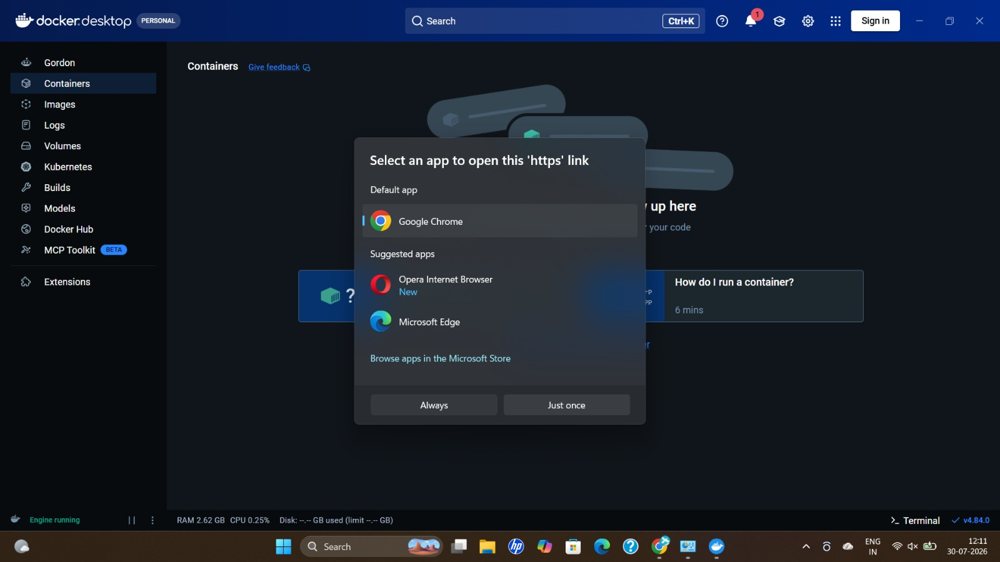 docker.desktop PERSONAL
Search
Ctrl+K
1
Sign in
Gordon
Containers
Images
Logs
Volumes
Kubernetes
Builds
Models
Docker Hub
MCP Toolkit BETA
Extensions
Containers Give feedback
up here
your code
?
How do I run a container?
6 mins
Select an app to open this 'https' link
Default app
Google Chrome
Suggested apps
Opera Internet Browser
New
Microsoft Edge
Browse apps in the Microsoft Store
Always
Just once
Engine running
RAM 2.62 GB CPU 0.25% Disk: --.-- GB used (limit --.-- GB)
Terminal
v4.84.0
Search
hp
ENG
IN
12:11
30-07-2026